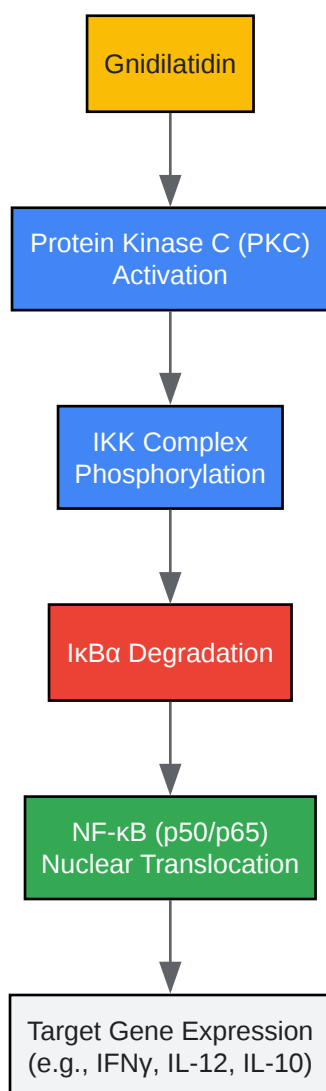 Gnidilatidin
Protein Kinase C (PKC)
Activation
IKK Complex
Phosphorylation
IκBα Degradation
NF-κB (p50/p65)
Nuclear Translocation
Target Gene Expression
(e.g., IFNγ, IL-12, IL-10)